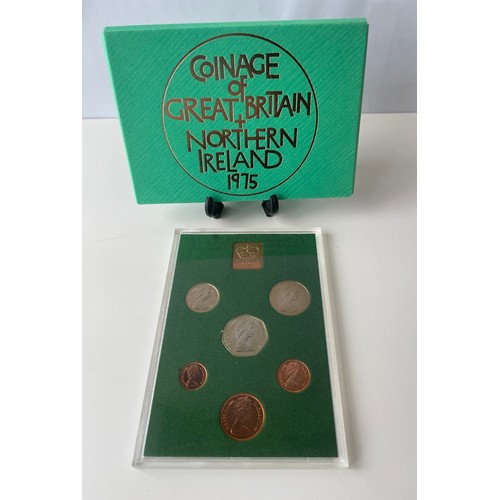 COINAGE
OF
GREAT BRITAIN
+
NORTHERN
IRELAND
1975